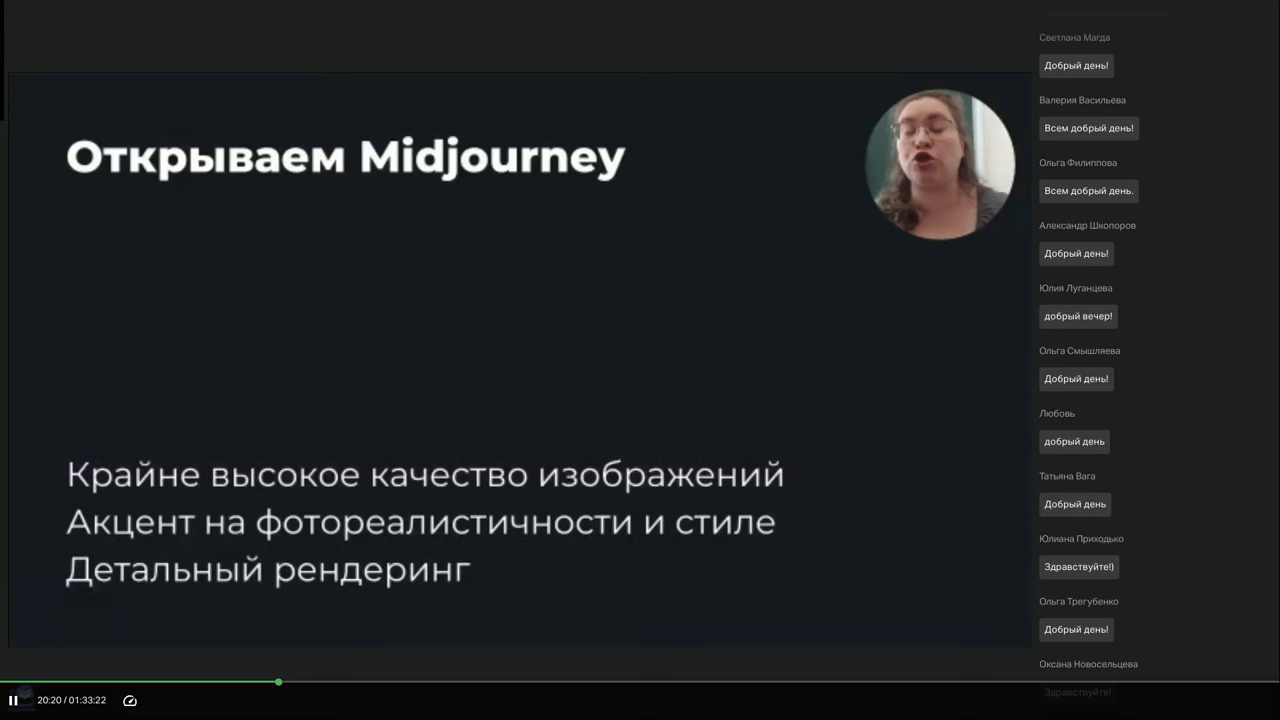 Открываем Midjourney
Крайне высокое качество изображений
Акцент на фотореалистичности и стиле
Детальный рендеринг
Светлана Магда
Добрый день!
Валерия Васильева
Всем добрый день!
Ольга Филиппова
Всем добрый день.
Александр Шкопоров
Добрый день!
Юлия Луганцева
добрый вечер!
Ольга Смышляева
Добрый день!
Любовь
добрый день
Татьяна Вага
Добрый день
Юлиана Приходько
Здравствуйте!)
Ольга Трегубенко
Добрый день!
Оксана Новосельцева
Здравствуйте!
20:20 / 01:33:22